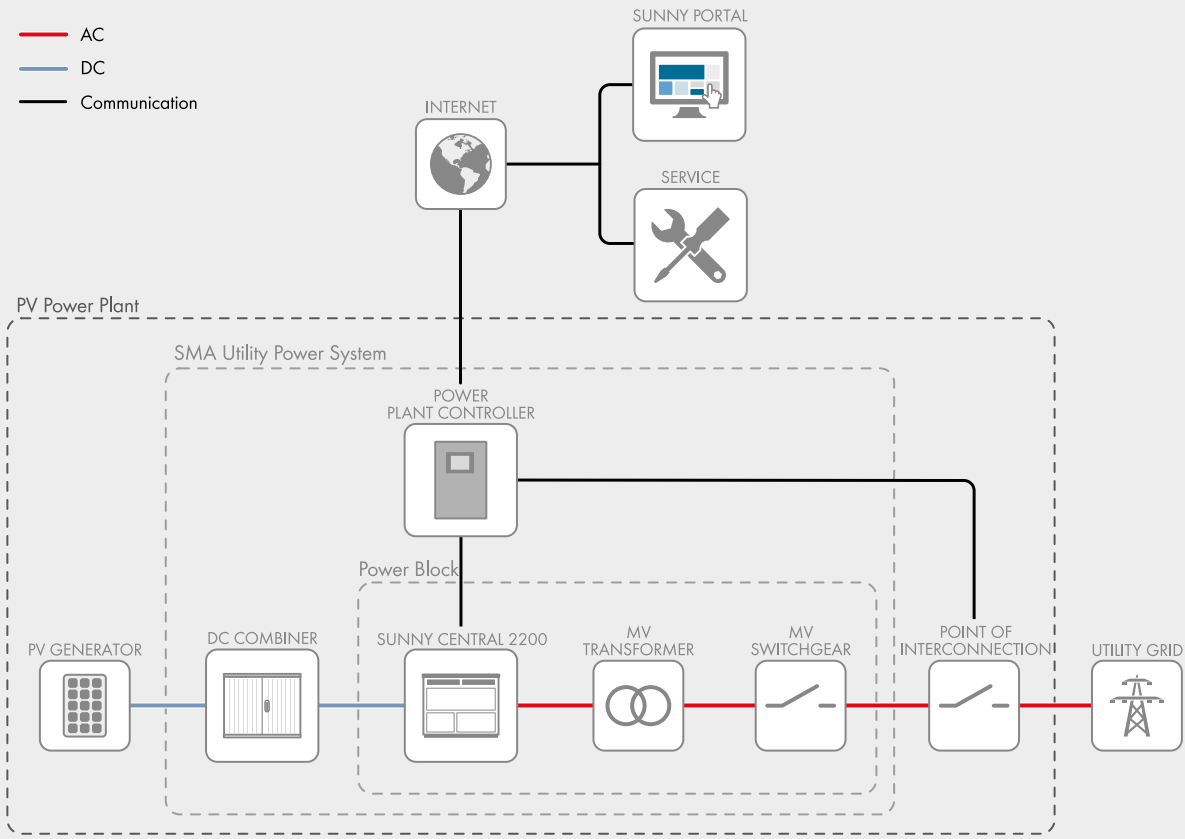 SUNNY PORTAL
AC
DC
Communication
INTERNET
SERVICE
PV Power Plant
SMA Utility Power System
POWER
PLANT CONTROLLER
Power Block
PV GENERATOR
DC COMBINER
SUNNY CENTRAL 2200
MV
TRANSFORMER
MV
SWITCHGEAR
POINT OF
INTERCONNECTION
UTILITY GRID